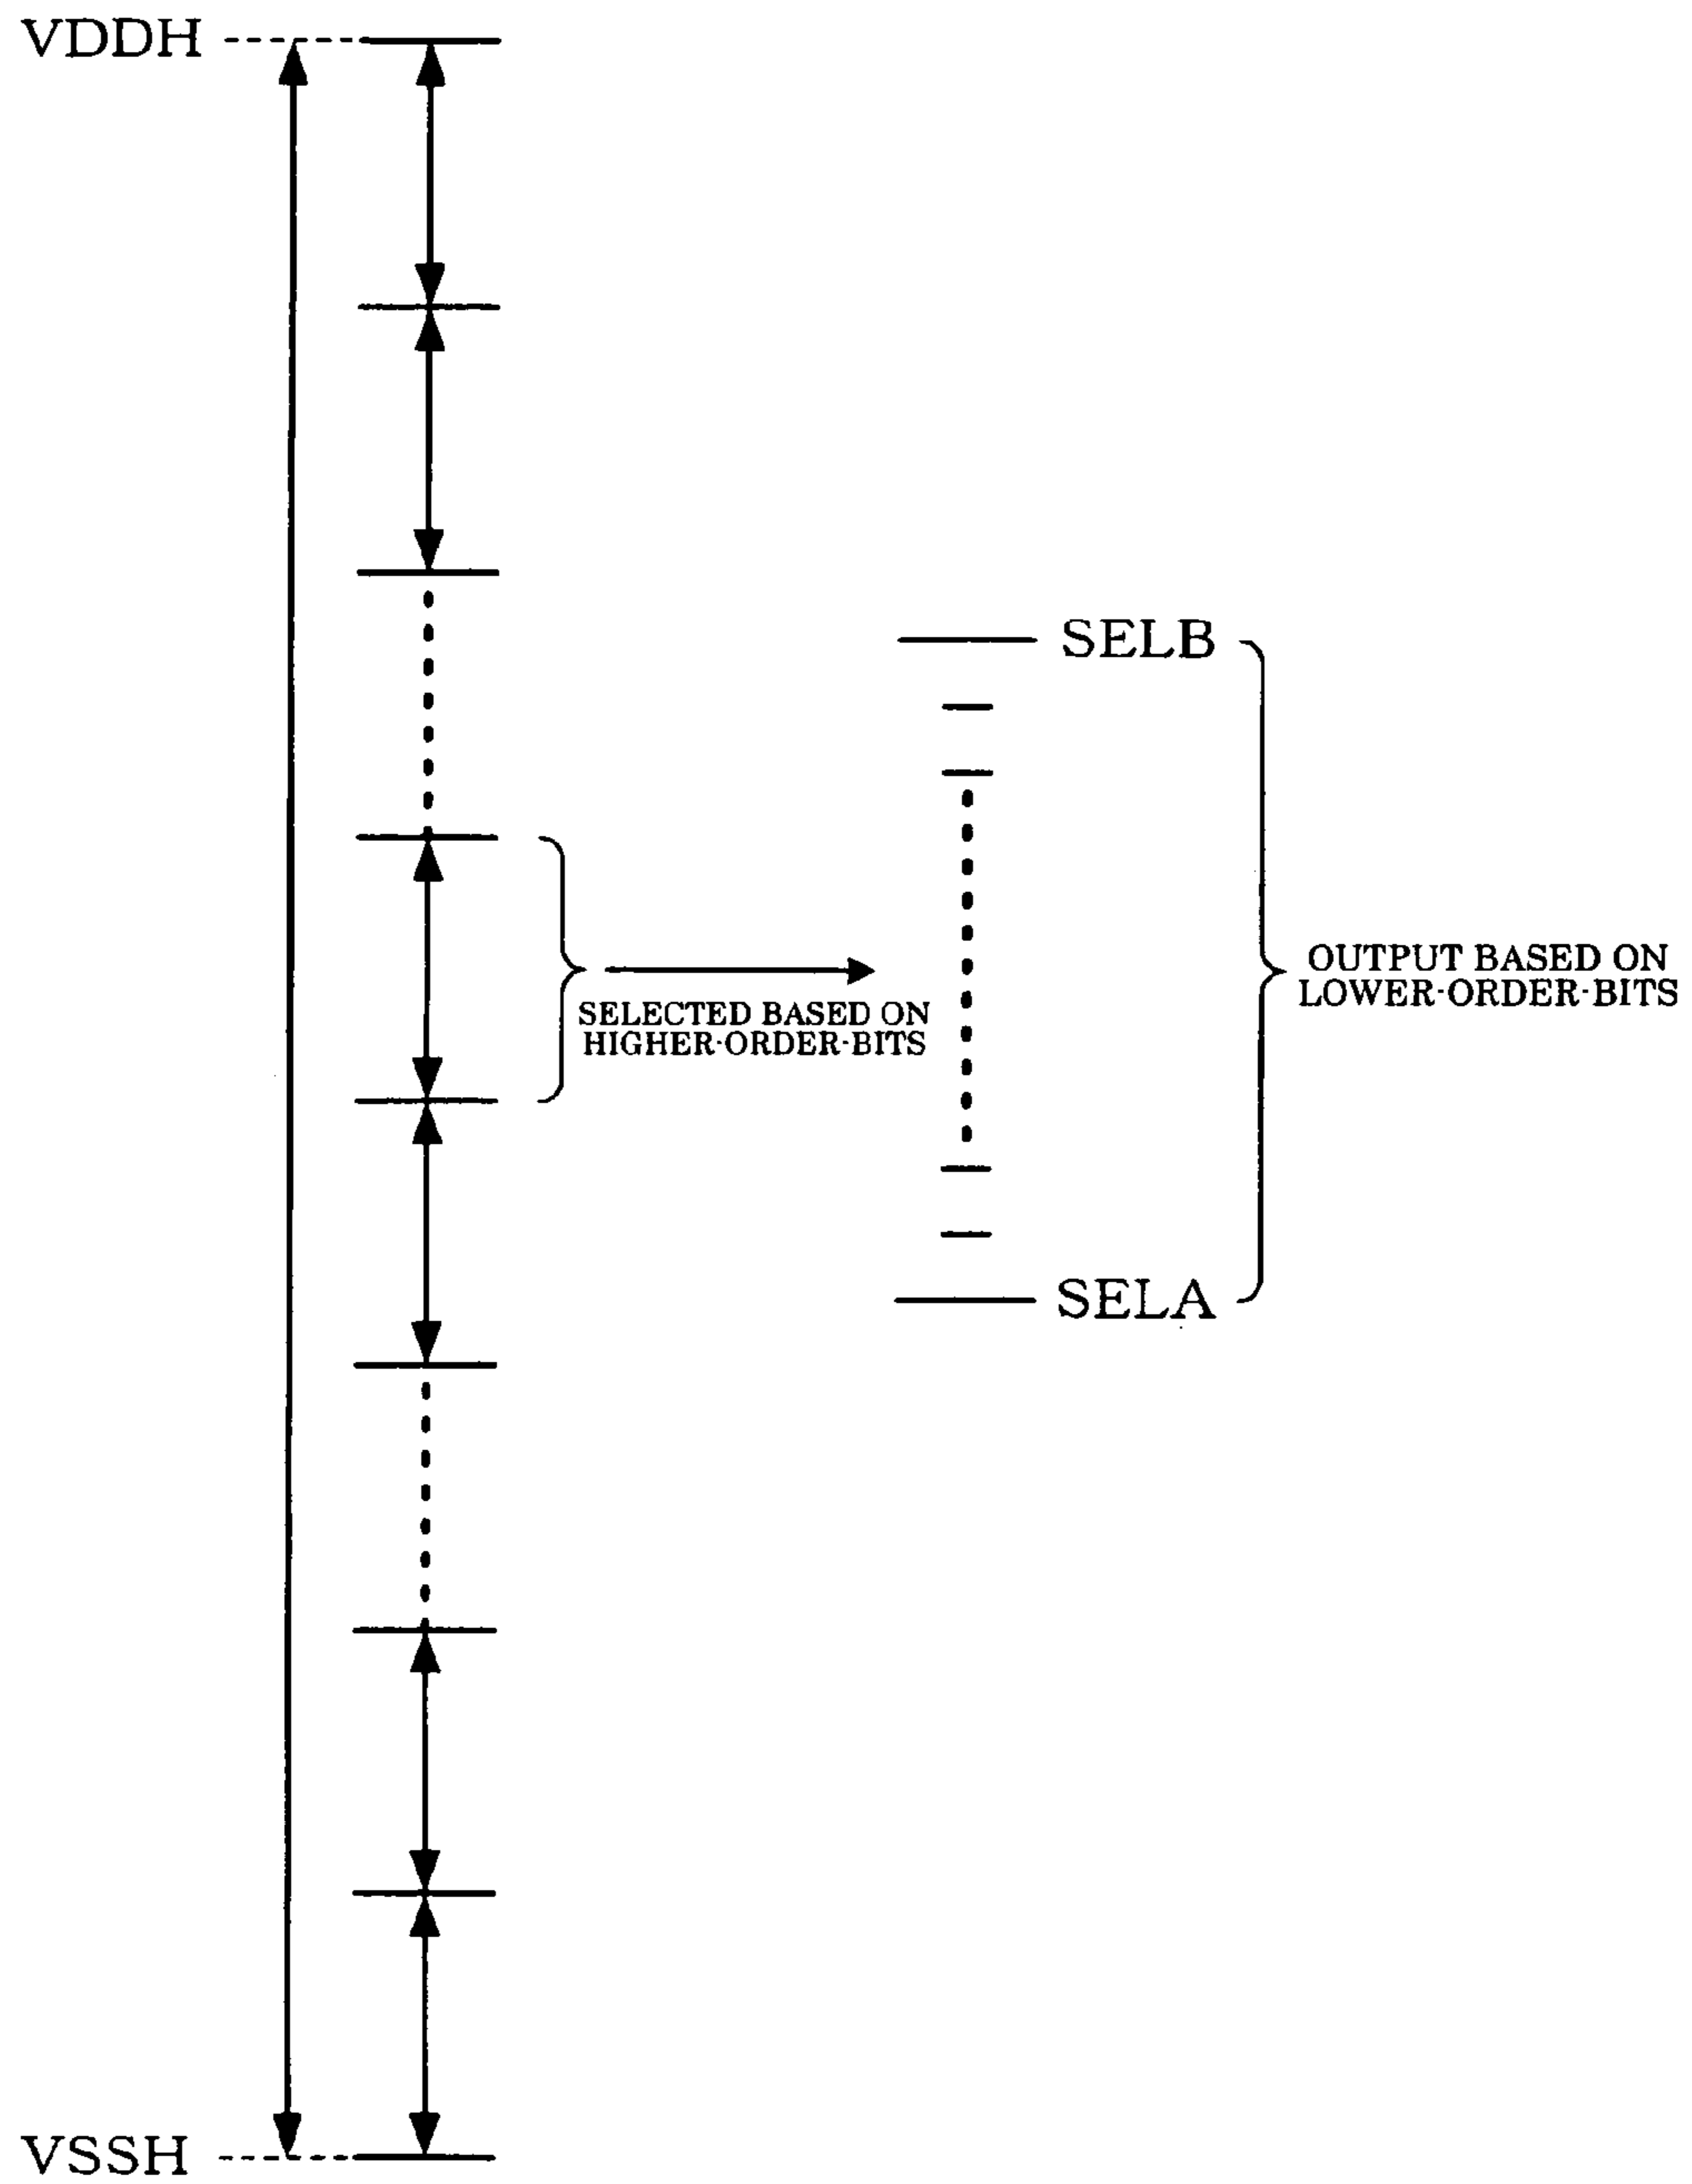 VDDH
SELB
SELECTED BASED ON
HIGHER-ORDER-BITS
OUTPUT BASED ON
LOWER-ORDER-BITS
SELA
VSSH